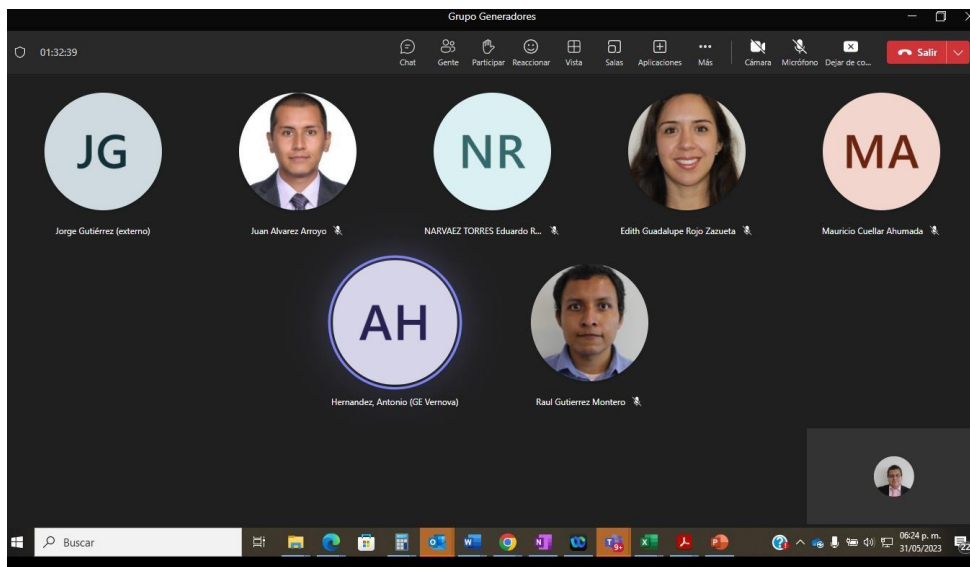 Grupo Generadores
01:32:39
Chat Gente Participar Reaccionar Vista Salas Aplicaciones Más Cámara Micrófono Dejar de co... Salir
JG NR MA
Jorge Gutiérrez (externo) Juan Alvarez Arroyo NARVAEZ TORRES Eduardo R... Edith Guadalupe Rojo Zazueta Mauricio Cuellar Ahumada
AH
Hernandez, Antonio (GE Vernova) Raul Gutierrez Montero
Buscar
06:24 p. m.
31/05/2023
22